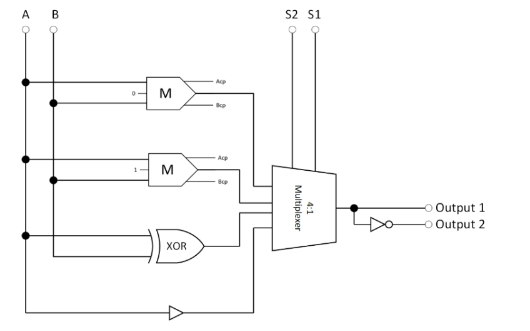 A B S2 S1
Acp
0 M
Bcp
Acp
1 M
Bcp
4:1
Multiplexer
Output 1
Output 2
XOR